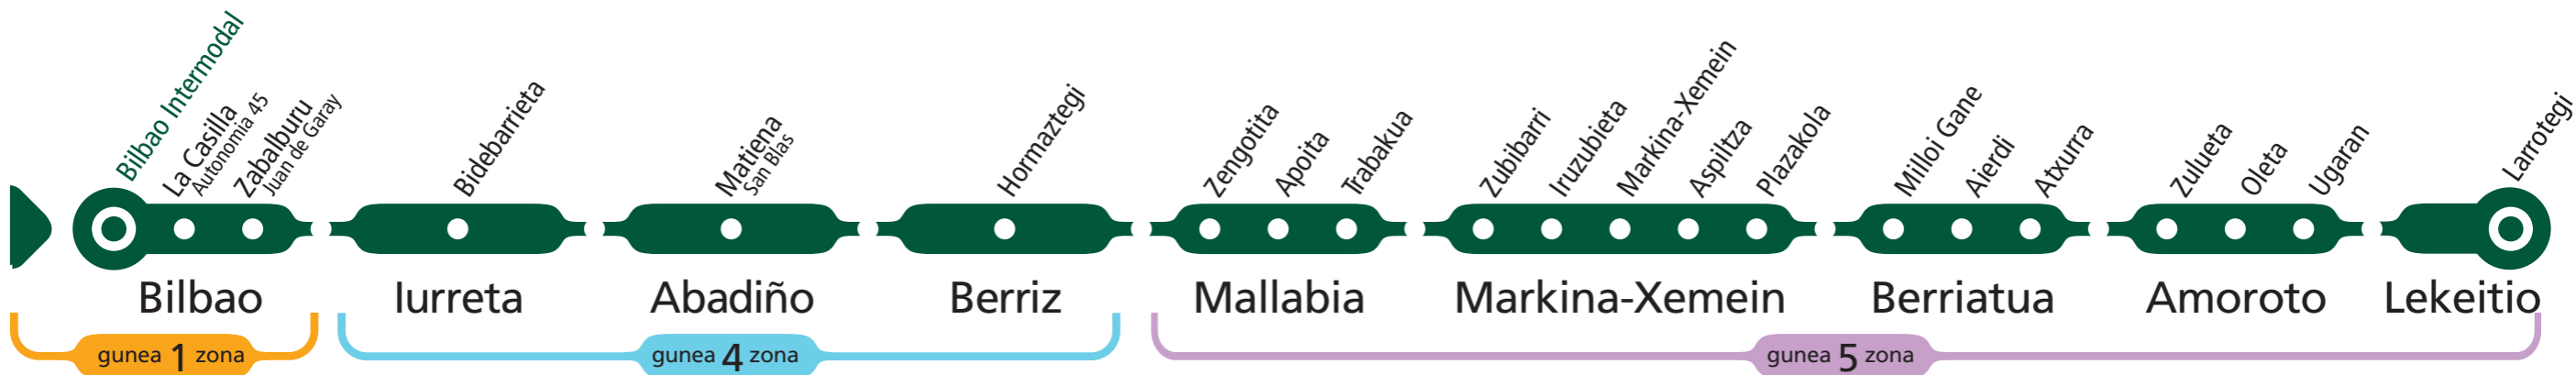 Bilbao Intermodal
La Casilla
Autonomia 45
Zabalburu
Juan de Garay
Bidebarrieta
Matiena
San Blas
Hormaztegi
Zengotita
Apoita
Trabakua
Zubibarri
Iruzubieta
Markina-Xemein
Aspiltza
Plazakola
Milloi Gane
Aierdi
Atxurra
Zulueta
Oleta
Ugaran
Larrotegi
Bilbao
Iurreta
Abadiño
Berriz
Mallabia
Markina-Xemein
Berriatua
Amoroto
Lekeitio
gunea 1 zona
gunea 4 zona
gunea 5 zona